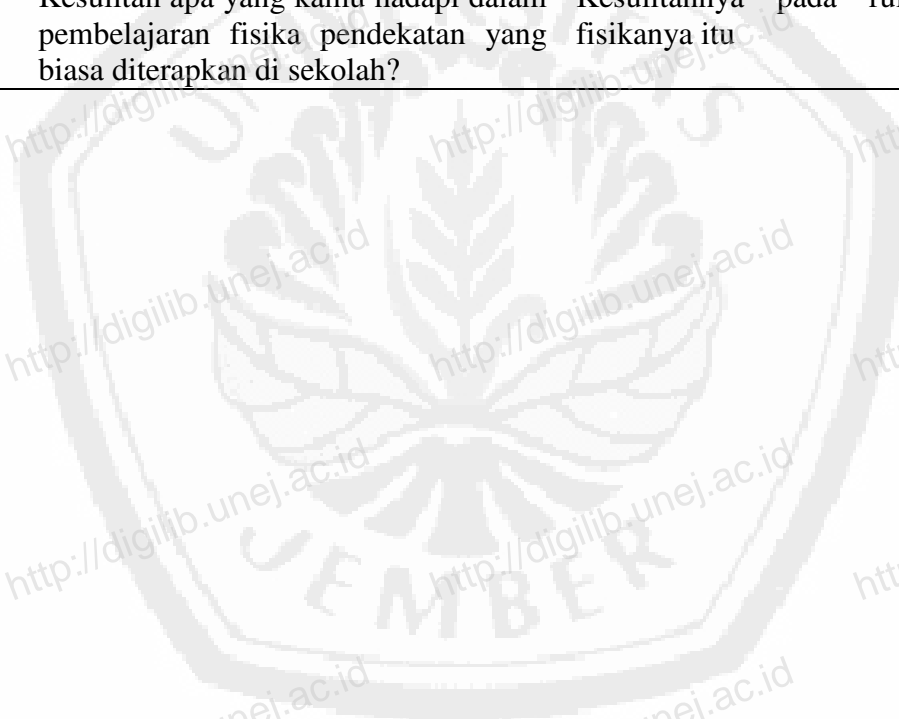 Kesulitan apa yang kamu hadapi dalam
pembelajaran fisika pendekatan yang
biasa diterapkan di sekolah?
Kesulitannya pada
fisikanya itu
http://digilib.unej.ac.id
http://digilib.unej.ac.id
http://digilib.unej.ac.id
http://digilib.unej.ac.id
http://digilib.unej.ac.id
http://digilib.unej.ac.id
JEMBER